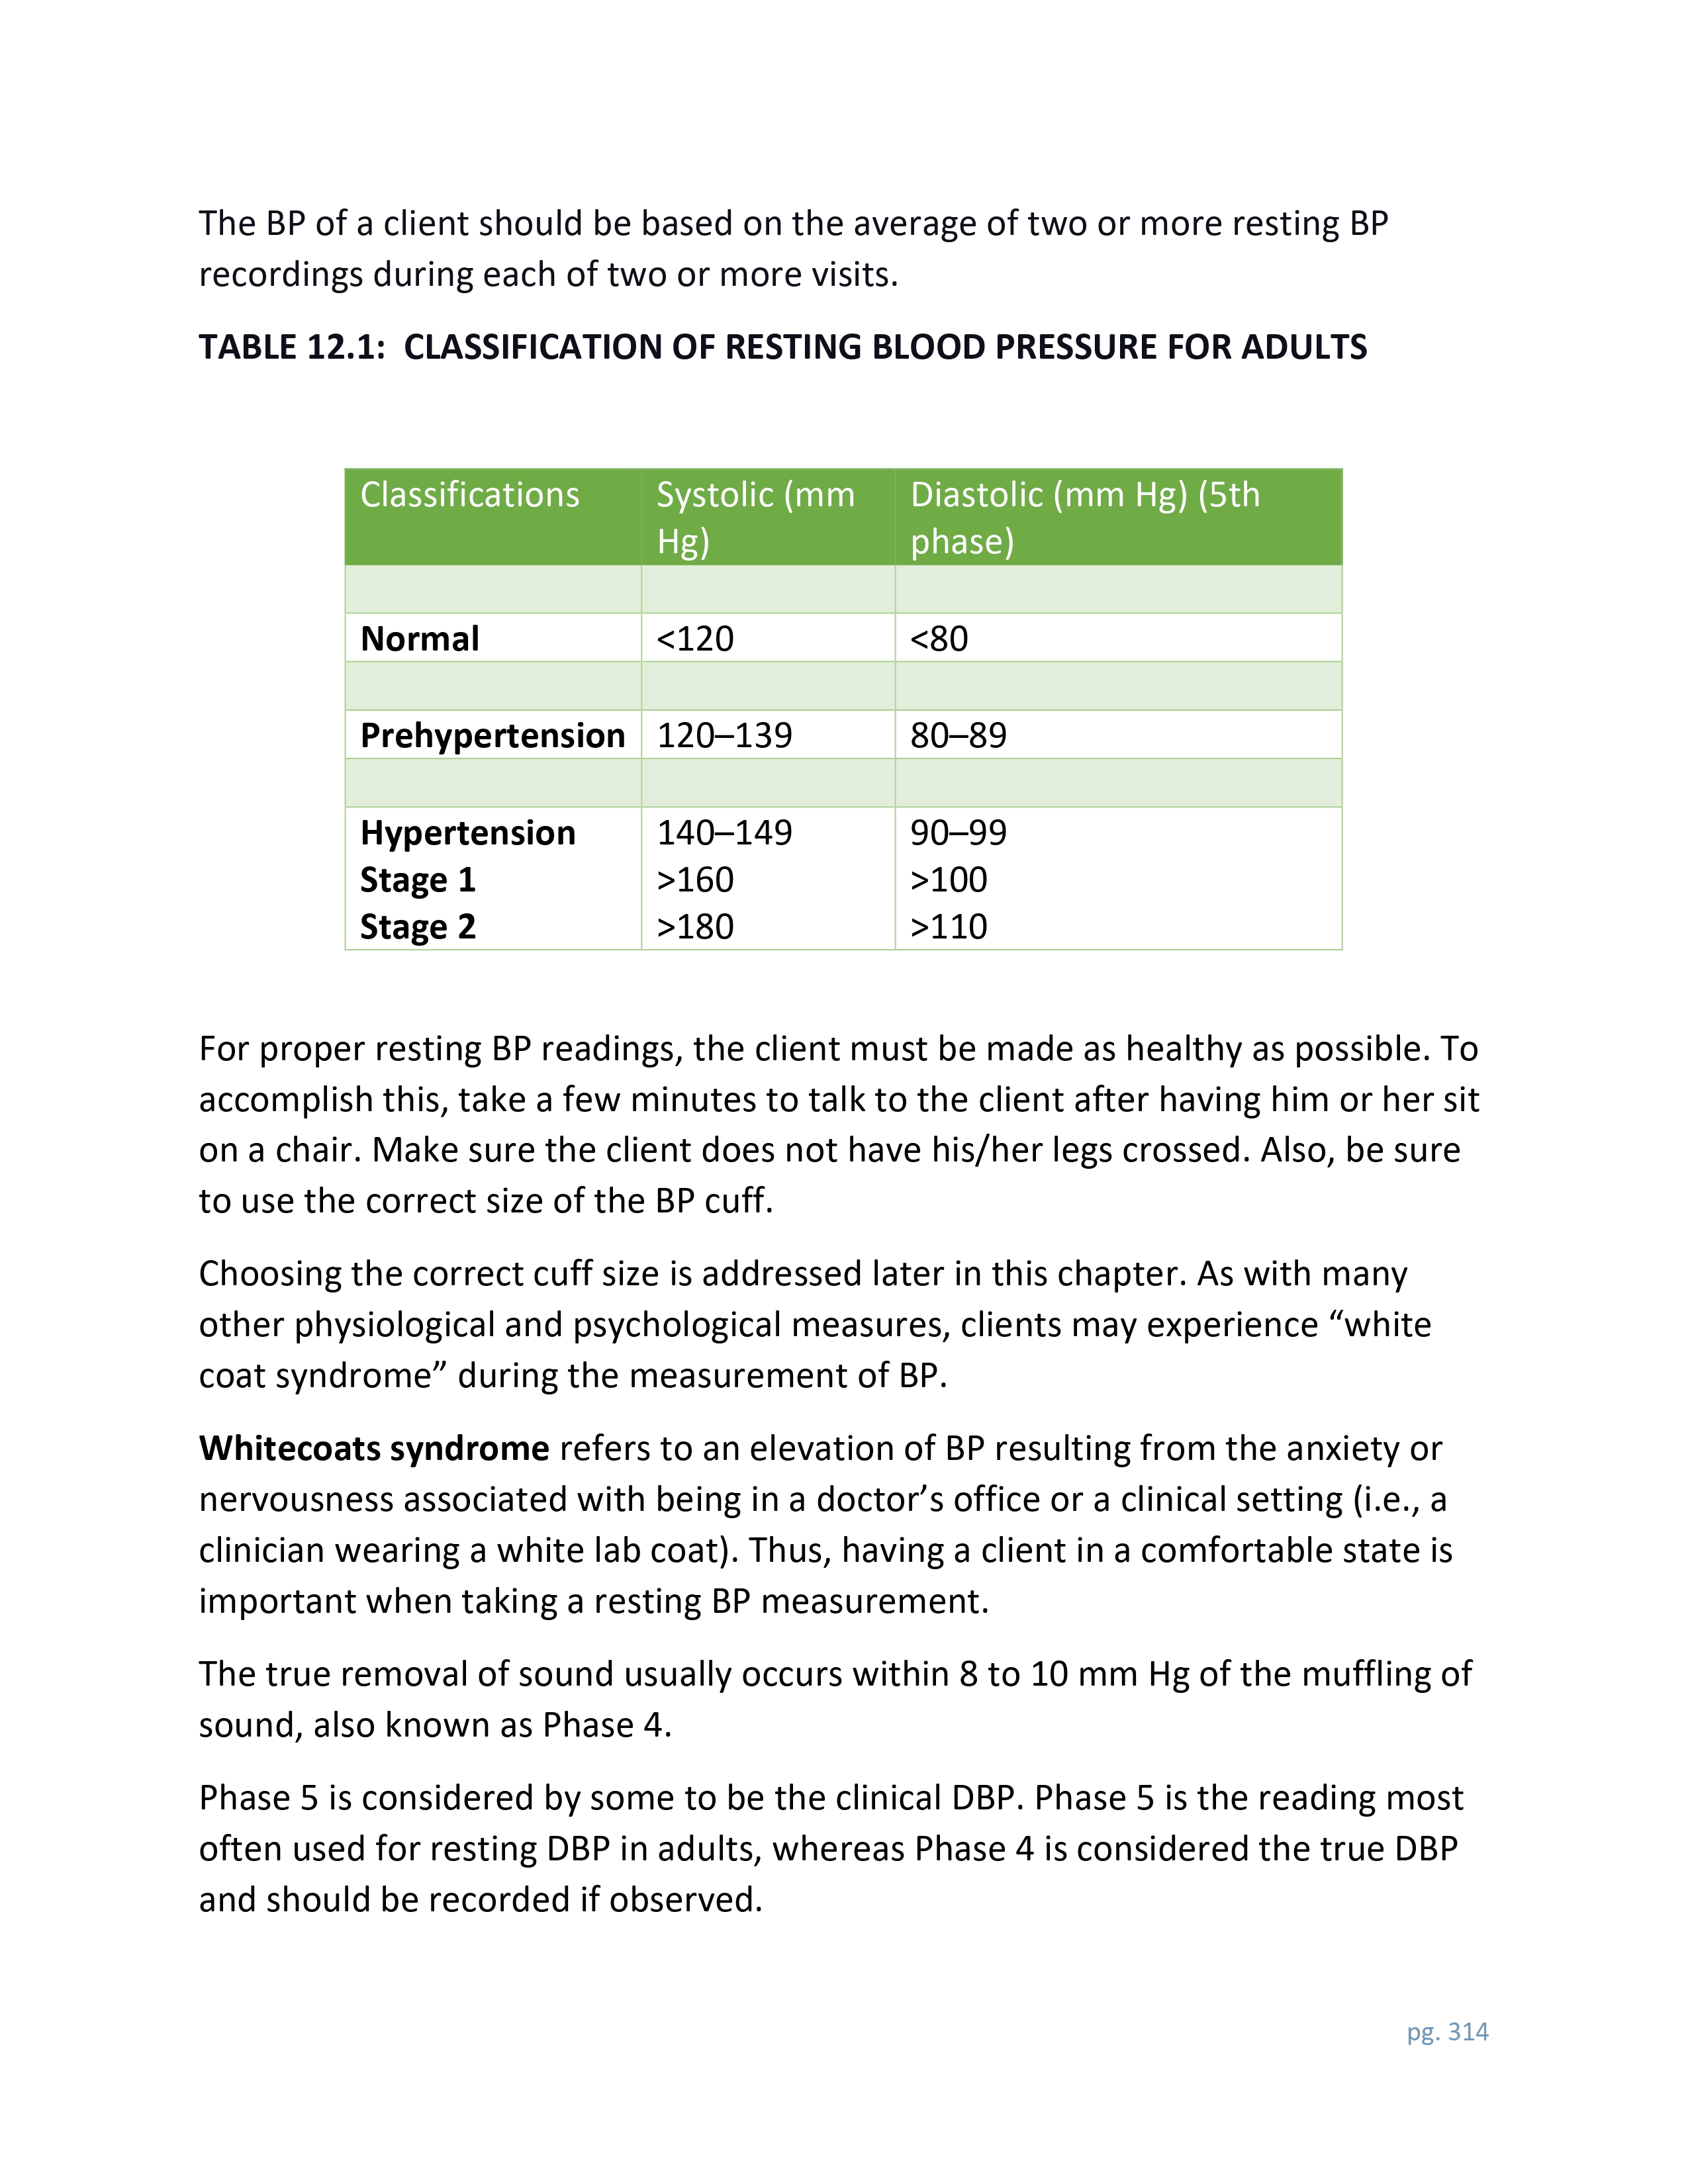 The BP of a client should be based on the average of two or more resting BP
recordings during each of two or more visits.
TABLE 12.1:  CLASSIFICATION OF RESTING BLOOD PRESSURE FOR ADULTS
Classifications Systolic (mm Hg) Diastolic (mm Hg) (5th phase)
Normal <120 <80
Prehypertension 120–139 80–89
Hypertension 140–149 90–99
Stage 1 >160 >100
Stage 2 >180 >110
For proper resting BP readings, the client must be made as healthy as possible. To
accomplish this, take a few minutes to talk to the client after having him or her sit
on a chair. Make sure the client does not have his/her legs crossed. Also, be sure
to use the correct size of the BP cuff.
Choosing the correct cuff size is addressed later in this chapter. As with many
other physiological and psychological measures, clients may experience “white
coat syndrome” during the measurement of BP.
Whitecoats syndrome refers to an elevation of BP resulting from the anxiety or
nervousness associated with being in a doctor’s office or a clinical setting (i.e., a
clinician wearing a white lab coat). Thus, having a client in a comfortable state is
important when taking a resting BP measurement.
The true removal of sound usually occurs within 8 to 10 mm Hg of the muffling of
sound, also known as Phase 4.
Phase 5 is considered by some to be the clinical DBP. Phase 5 is the reading most
often used for resting DBP in adults, whereas Phase 4 is considered the true DBP
and should be recorded if observed.
pg. 314